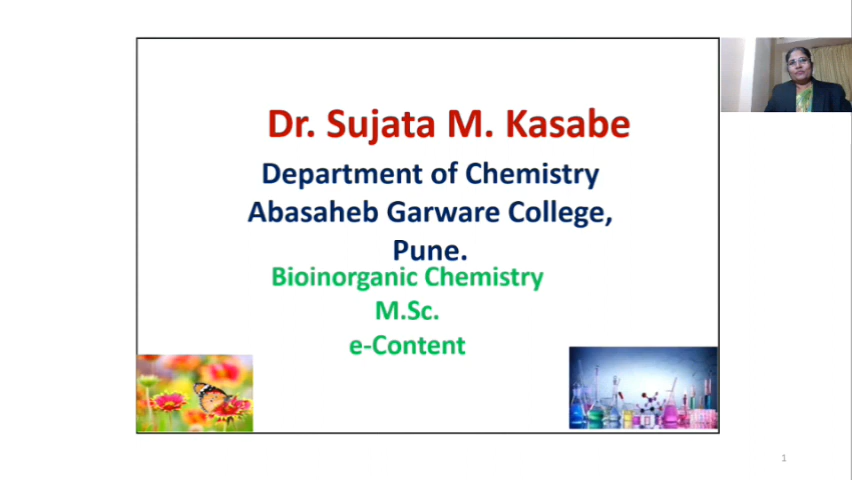 Dr. Sujata M. Kasabe
Department of Chemistry
Abasaheb Garware College,
Pune.
Bioinorganic Chemistry
M.Sc.
e-Content
1